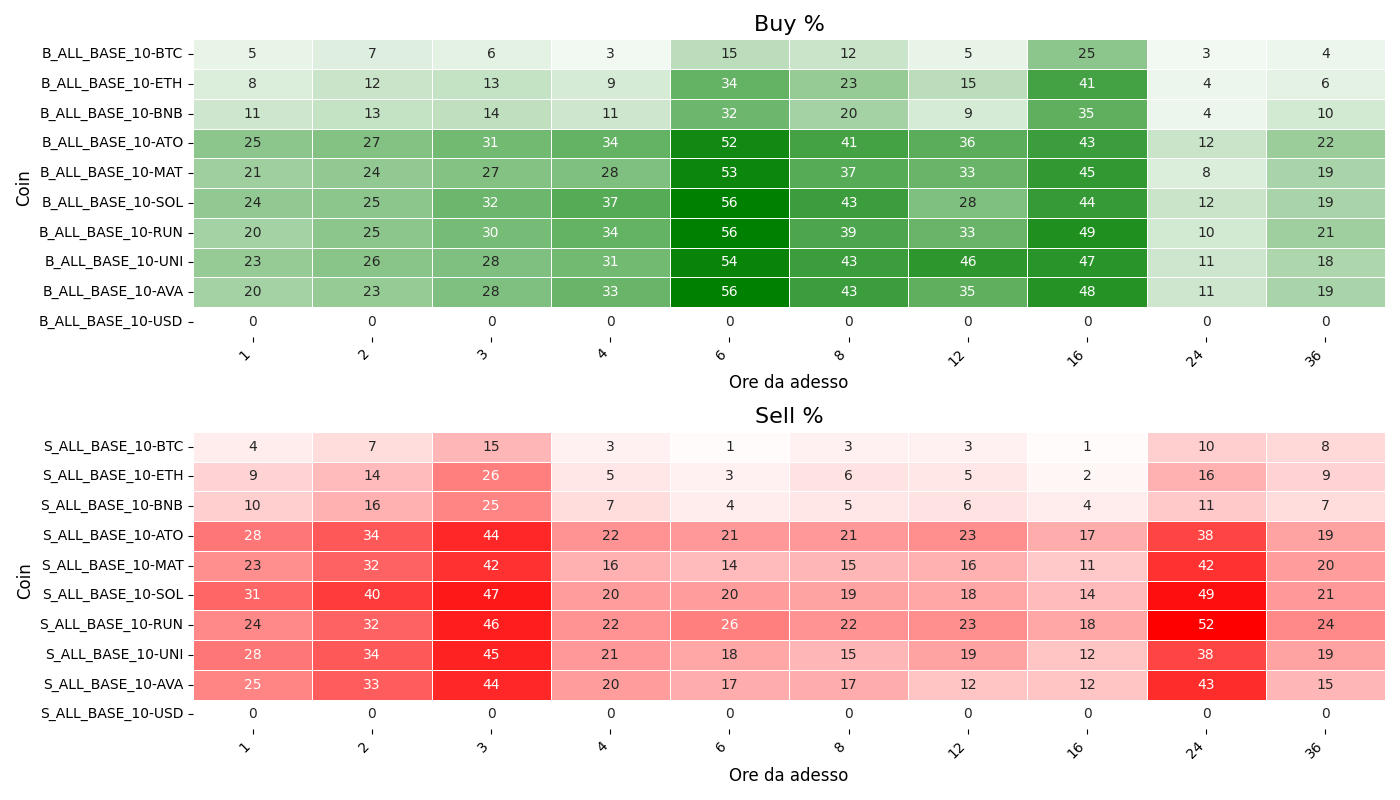 Buy %
Coin
B_ALL_BASE_10-BTC 5 7 6 3 15 12 5 25 3 4
B_ALL_BASE_10-ETH 8 12 13 9 34 23 15 41 4 6
B_ALL_BASE_10-BNB 11 13 14 11 32 20 9 35 4 10
B_ALL_BASE_10-ATO 25 27 31 34 52 41 36 43 12 22
B_ALL_BASE_10-MAT 21 24 27 28 53 37 33 45 8 19
B_ALL_BASE_10-SOL 24 25 32 37 56 43 28 44 12 19
B_ALL_BASE_10-RUN 20 25 30 34 56 39 33 49 10 21
B_ALL_BASE_10-UNI 23 26 28 31 54 43 46 47 11 18
B_ALL_BASE_10-AVA 20 23 28 33 56 43 35 48 11 19
B_ALL_BASE_10-USD 0 0 0 0 0 0 0 0 0 0
1 2 3 4 6 8 12 16 24 36
Ore da adesso
Sell %
Coin
S_ALL_BASE_10-BTC 4 7 15 3 1 3 3 1 10 8
S_ALL_BASE_10-ETH 9 14 26 5 3 6 5 2 16 9
S_ALL_BASE_10-BNB 10 16 25 7 4 5 6 4 11 7
S_ALL_BASE_10-ATO 28 34 44 22 21 21 23 17 38 19
S_ALL_BASE_10-MAT 23 32 42 16 14 15 16 11 42 20
S_ALL_BASE_10-SOL 31 40 47 20 20 19 18 14 49 21
S_ALL_BASE_10-RUN 24 32 46 22 26 22 23 18 52 24
S_ALL_BASE_10-UNI 28 34 45 21 18 15 19 12 38 19
S_ALL_BASE_10-AVA 25 33 44 20 17 17 12 12 43 15
S_ALL_BASE_10-USD 0 0 0 0 0 0 0 0 0 0
1 2 3 4 6 8 12 16 24 36
Ore da adesso